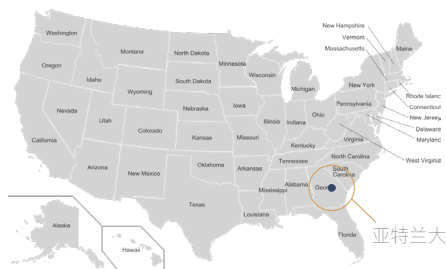 New Hampshire
Vermont
Massachusetts
Washington
Montana
North Dakota
Minnesota
Maine
Oregon
Idaho
South Dakota
Wisconsin
Michigan
New York
Wyoming
Rhode Islanc
Connecticut
Nebraska
Iowa
Pennsylvania
Nevada
Utah
Colorado
Illinois
Indiana
Ohio
New Jersey
Delaware
California
Kansas
Missouri
Kentucky
Virginia
Marylanc
West Virginia
North Carolina
Tennessee
Arizona
New Mexico
Oklahoma
Arkansas
South
Carolina
Mississippi
Alabama
Geor
Texas
Louisiana
Florida
Alaska
Hawaii
亚特兰大